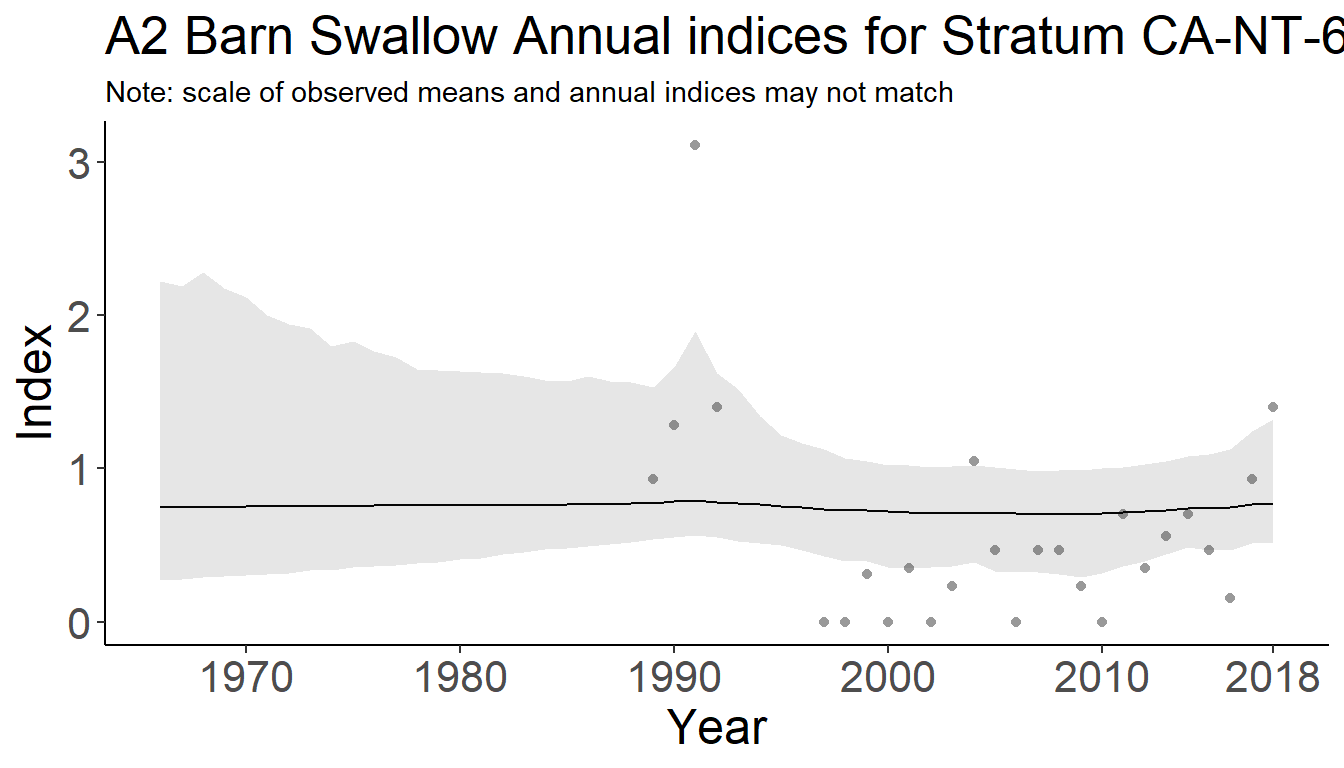 A2 Barn Swallow Annual indices for Stratum CA-NT-6
Note: scale of observed means and annual indices may not match
3
2
1
0
Index
1970 1980 1990 2000 2010 2018
Year